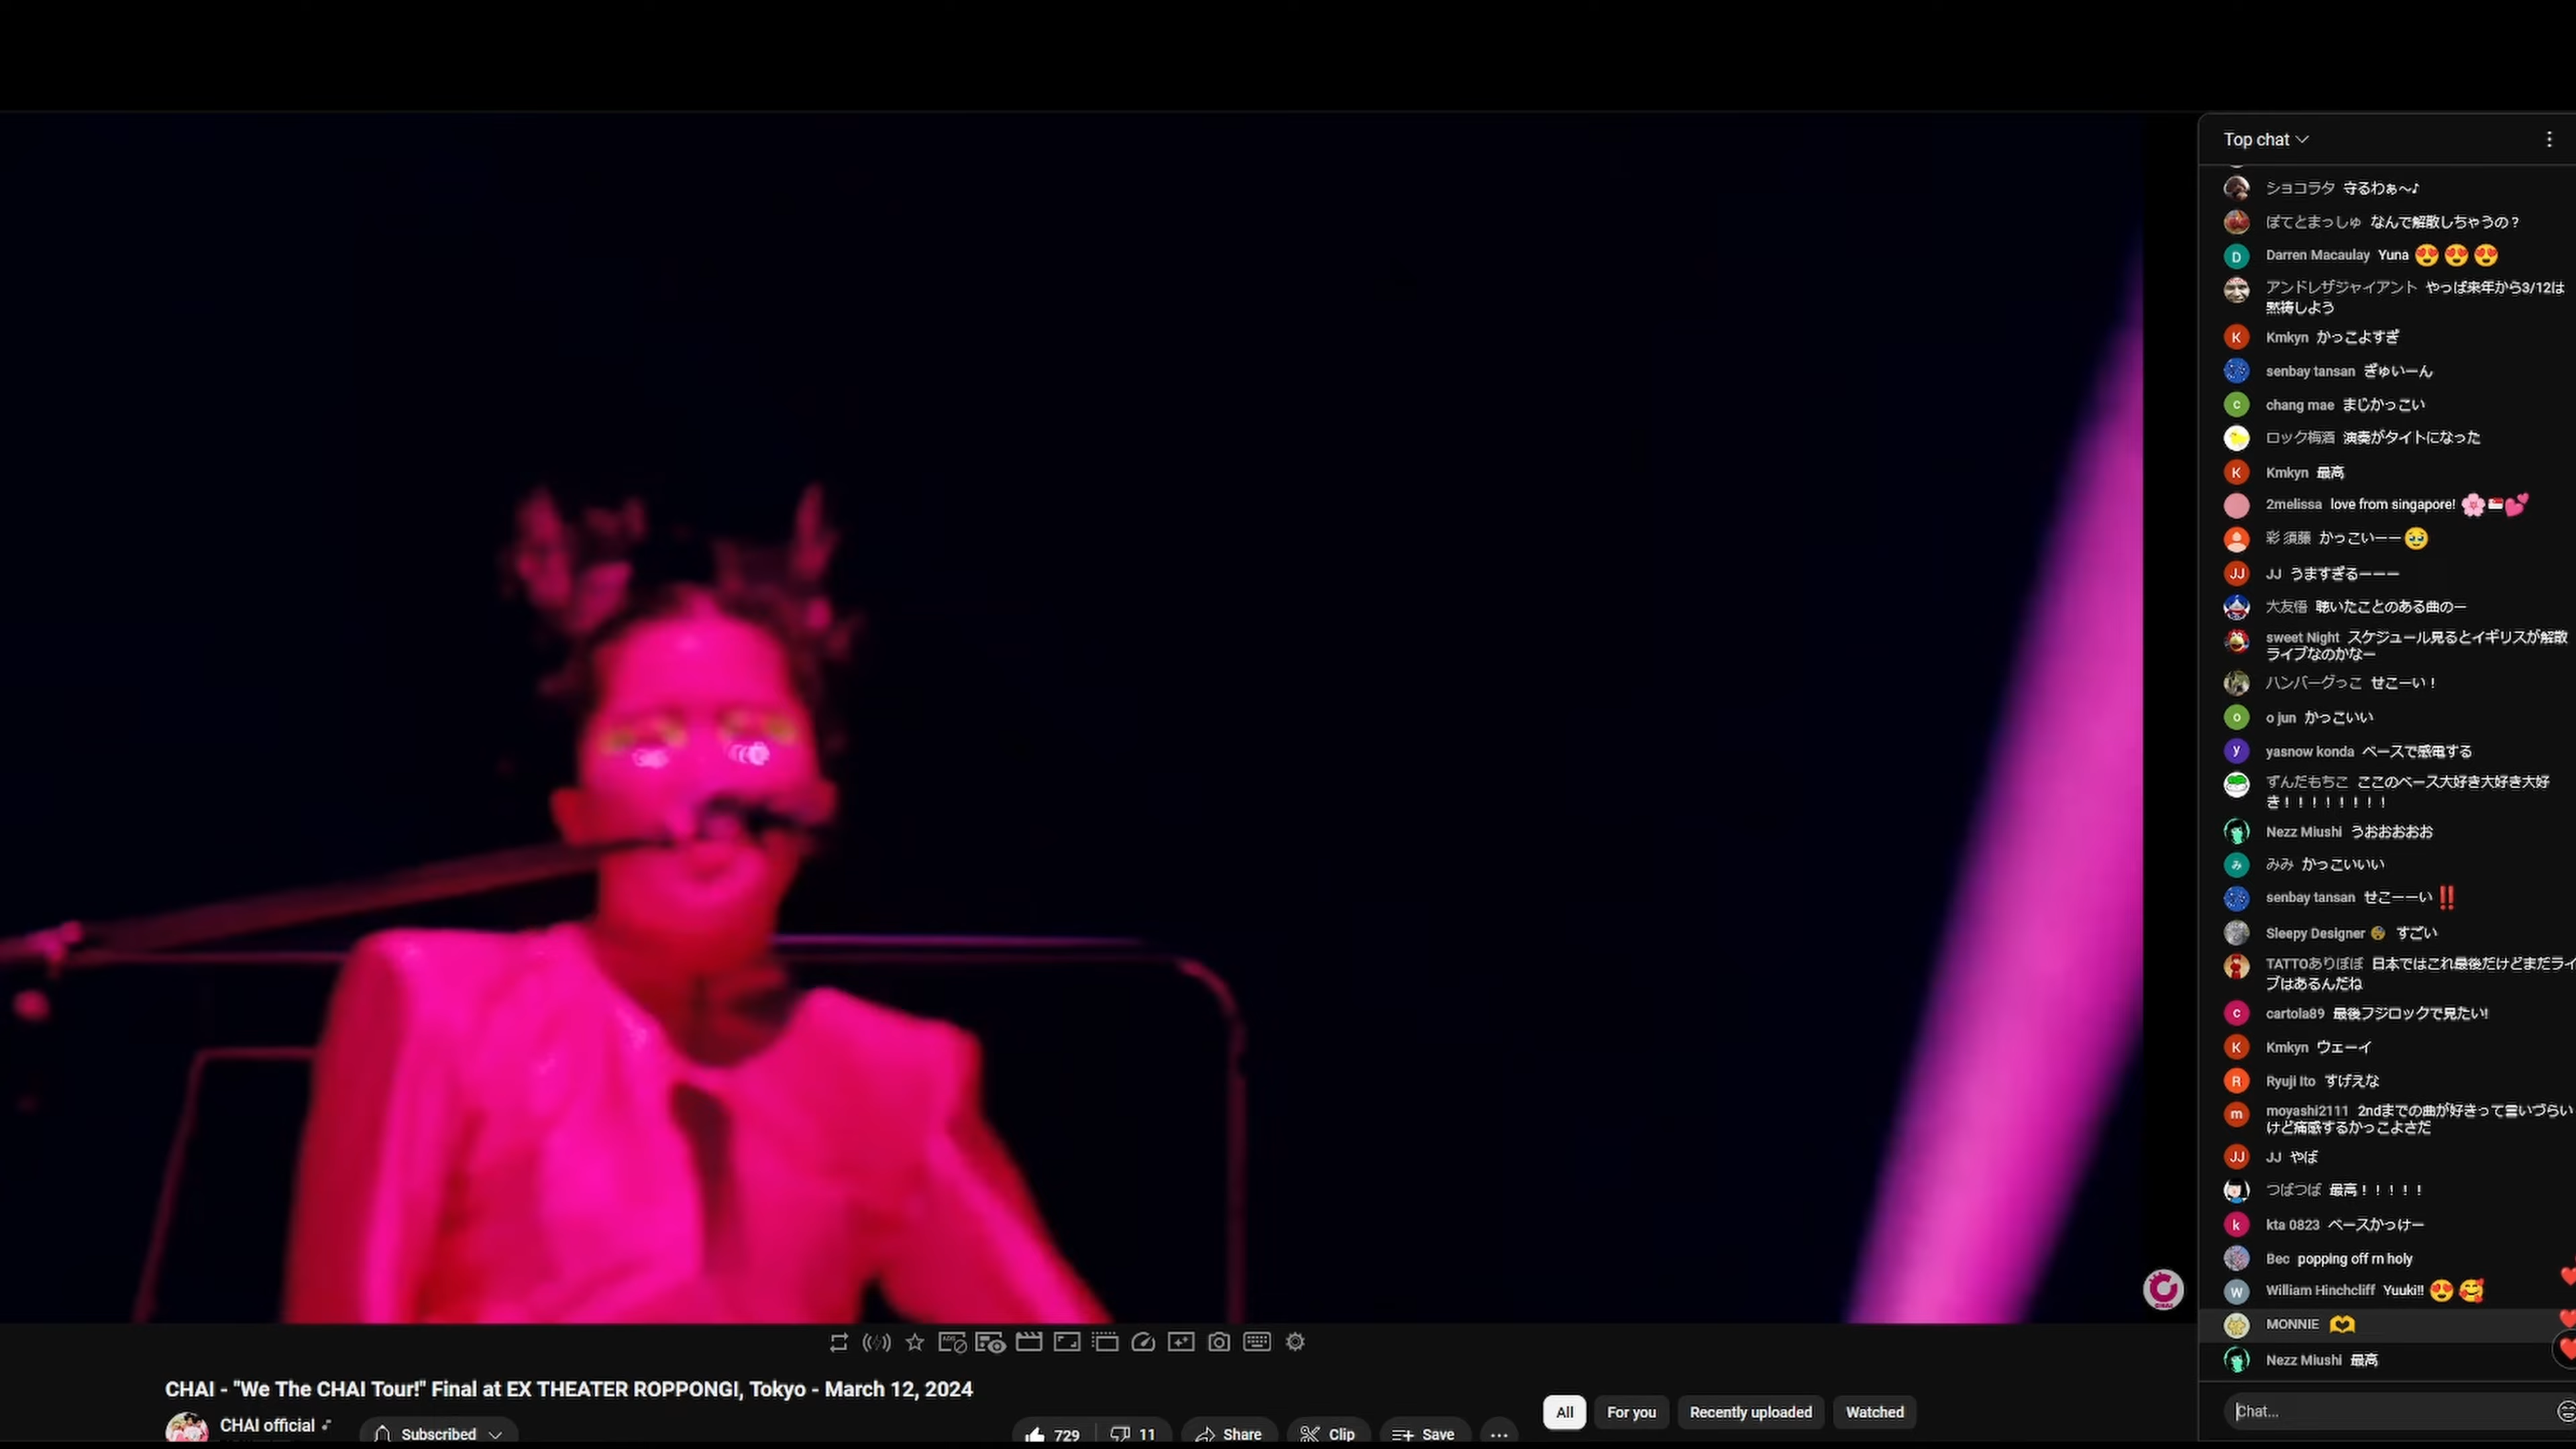 Top chat
ショコラタ 守るわぁ〜♪
ぽてとまっしゅ なんで解散しちゃうの？
D
Darren Macaulay Yuna 😍😍😍
アンドレザジャイアント やっぱ来年から3/12は
黙祷しよう
K
Kmkyn かっこよすぎ
senbay tansan ぎゅいーん
c
chang mae まじかっこい
ロック梅酒 演奏がタイトになった
K
Kmkyn 最高
2melissa love from singapore! 🌸🇸🇬💕
彩 須藤 かっこいーー🥹
JJ
JJ うますぎるーーー
大友悟 聴いたことのある曲のー
sweet Night スケジュール見るとイギリスが解散
ライブなのかなー
ハンバーグっこ せこーい！
o
o jun かっこいい
y
yasnow konda ベースで感電する
ずんだもちこ ここのベース大好き大好き大好
き！！！！！！！！
Nezz Miushi うおおおおお
み
みみ かっこいいい
senbay tansan せこーーい‼️
Sleepy Designer すごい
TATTOありぽぽ 日本ではこれ最後だけどまだライ
ブはあるんだね
c
cartola89 最後フジロックで見たい!
K
Kmkyn ウェーイ
R
Ryuji Ito すげえな
m
moyashi2111 2ndまでの曲が好きって言いづらい
けど痛感するかっこよさだ
JJ
JJ やば
つばつば 最高！！！！！
k
kta 0823 ベースかっけー
Bec popping off rn holy
W
William Hinchcliff Yuuki!! 😍🥰
MONNIE 🫶
Nezz Miushi 最高
Chat...
CHAI - "We The CHAI Tour!" Final at EX THEATER ROPPONGI, Tokyo - March 12, 2024
CHAI official
Subscribed
729
11
Share
Clip
Save
All
For you
Recently uploaded
Watched